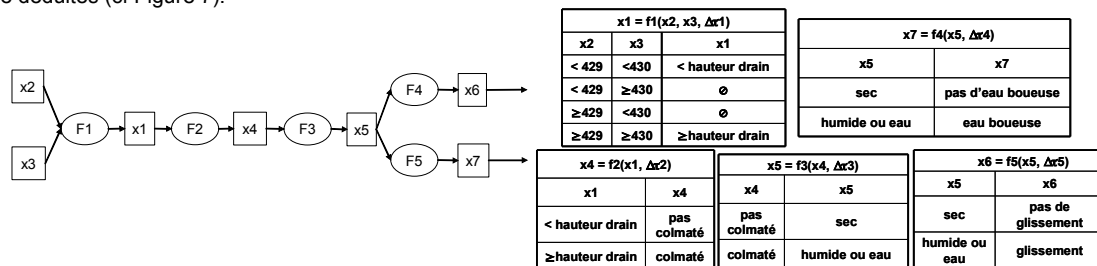 e déduites (cf Figure 7).
x2
x3
F1
x1
F2
x4
F3
x5
F4
x6
F5
x7
x1 = f1(x2, x3, Δτ1)
x2 x3 x1
< 429 <430 < hauteur drain
< 429 ≥430 ⊘
≥429 <430 ⊘
≥429 ≥430 ≥hauteur drain
x7 = f4(x5, Δτ4)
x5 x7
sec pas d'eau boueuse
humide ou eau eau boueuse
x4 = f2(x1, Δτ2)
x1 x4
< hauteur drain pas colmaté
≥hauteur drain colmaté
x5 = f3(x4, Δτ3)
x4 x5
pas colmaté sec
colmaté humide ou eau
x6 = f5(x5, Δτ5)
x5 x6
sec pas de glissement
humide ou eau glissement